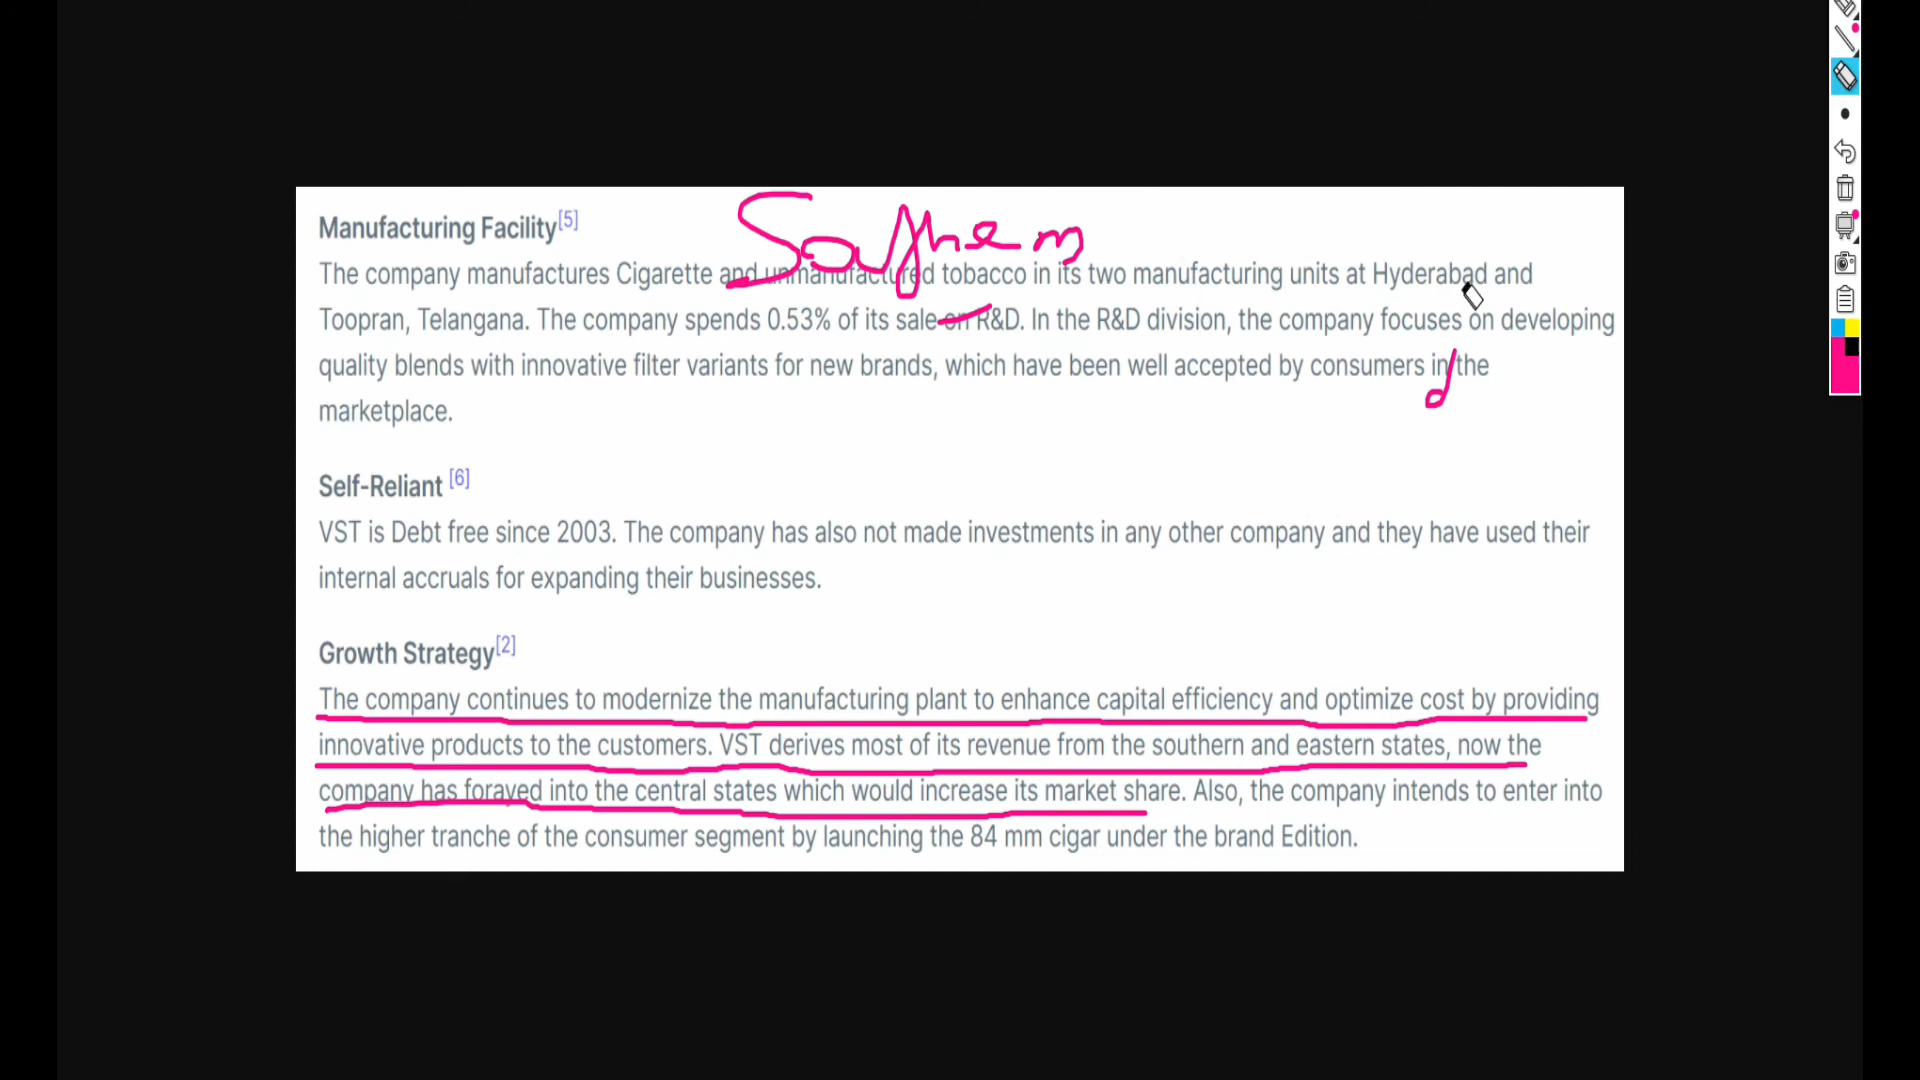 Manufacturing Facility[5]
Southern
The company manufactures Cigarette and unmanufactured tobacco in its two manufacturing units at Hyderabad and
Toopran, Telangana. The company spends 0.53% of its sale on R&D. In the R&D division, the company focuses on developing
quality blends with innovative filter variants for new brands, which have been well accepted by consumers in the
marketplace.
Self-Reliant [6]
VST is Debt free since 2003. The company has also not made investments in any other company and they have used their
internal accruals for expanding their businesses.
Growth Strategy[2]
The company continues to modernize the manufacturing plant to enhance capital efficiency and optimize cost by providing
innovative products to the customers. VST derives most of its revenue from the southern and eastern states, now the
company has forayed into the central states which would increase its market share. Also, the company intends to enter into
the higher tranche of the consumer segment by launching the 84 mm cigar under the brand Edition.